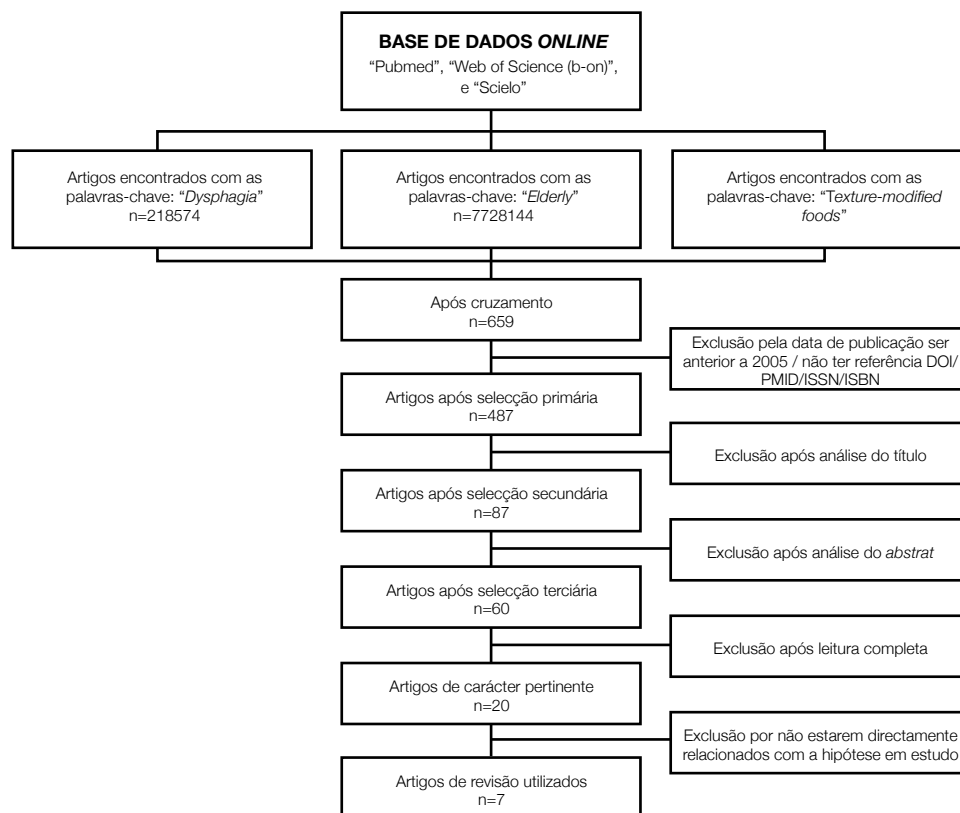 BASE DE DADOS ONLINE
“Pubmed”, “Web of Science (b-on)”,
e “Scielo”
Artigos encontrados com as
palavras-chave: “Dysphagia”
n=218574
Artigos encontrados com as
palavras-chave: “Elderly”
n=7728144
Artigos encontrados com as
palavras-chave: “Texture-modified
foods”
Após cruzamento
n=659
Exclusão pela data de publicação ser
anterior a 2005 / não ter referência DOI/
PMID/ISSN/ISBN
Artigos após selecção primária
n=487
Exclusão após análise do título
Artigos após selecção secundária
n=87
Exclusão após análise do abstrat
Artigos após selecção terciária
n=60
Exclusão após leitura completa
Artigos de carácter pertinente
n=20
Exclusão por não estarem directamente
relacionados com a hipótese em estudo
Artigos de revisão utilizados
n=7